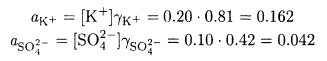 a_{K^+} = [K^+]γ_{K^+} = 0.20 · 0.81 = 0.162
a_{SO_4^{2−}} = [SO_4^{2−}]γ_{SO_4^{2−}} = 0.10 · 0.42 = 0.042